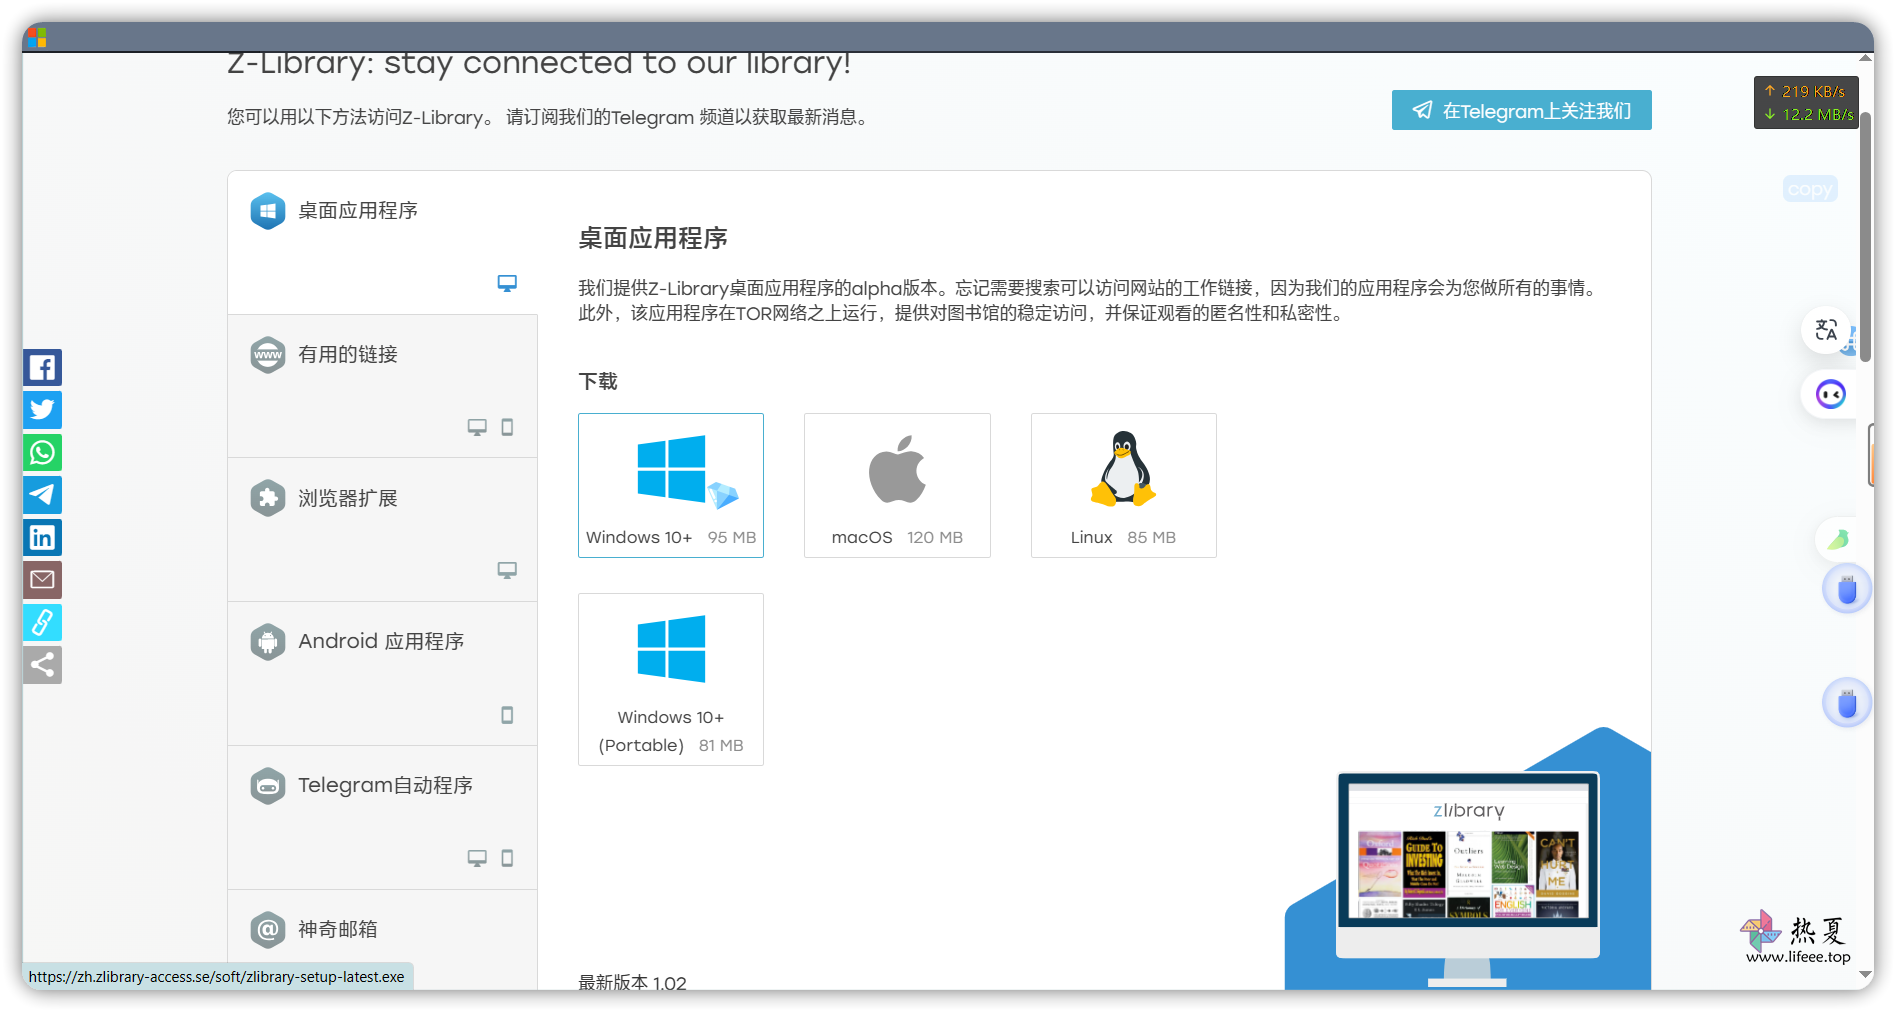 Z-Library: stay connected to our library!
您可以用以下方法访问Z-Library。 请订阅我们的Telegram 频道以获取最新消息。
在Telegram上关注我们
↑ 219 KB/s
↓ 12.2 MB/s
copy
桌面应用程序
桌面应用程序
我们提供Z-Library桌面应用程序的alpha版本。忘记需要搜索可以访问网站的工作链接，因为我们的应用程序会为您做所有的事情。
此外，该应用程序在TOR网络之上运行，提供对图书馆的稳定访问，并保证观看的匿名性和私密性。
www
有用的链接
下载
Windows 10+ 95 MB
macOS 120 MB
Linux 85 MB
浏览器扩展
Android 应用程序
Windows 10+
(Portable) 81 MB
Telegram自动程序
zlibrary
GUIDE TO
INVESTING
Outliers
CAN'T
ME
ENGLISH
SYMBOLS
神奇邮箱
热夏
www.lifeee.top
https://zh.zlibrary-access.se/soft/zlibrary-setup-latest.exe
最新版本 1.02